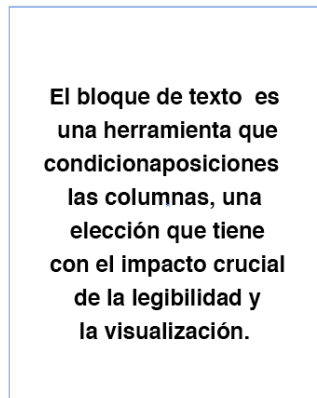 El bloque de texto  es
una herramienta que
condicionaposiciones
las columnas, una
elección que tiene
con el impacto crucial
de la legibilidad y
la visualización.